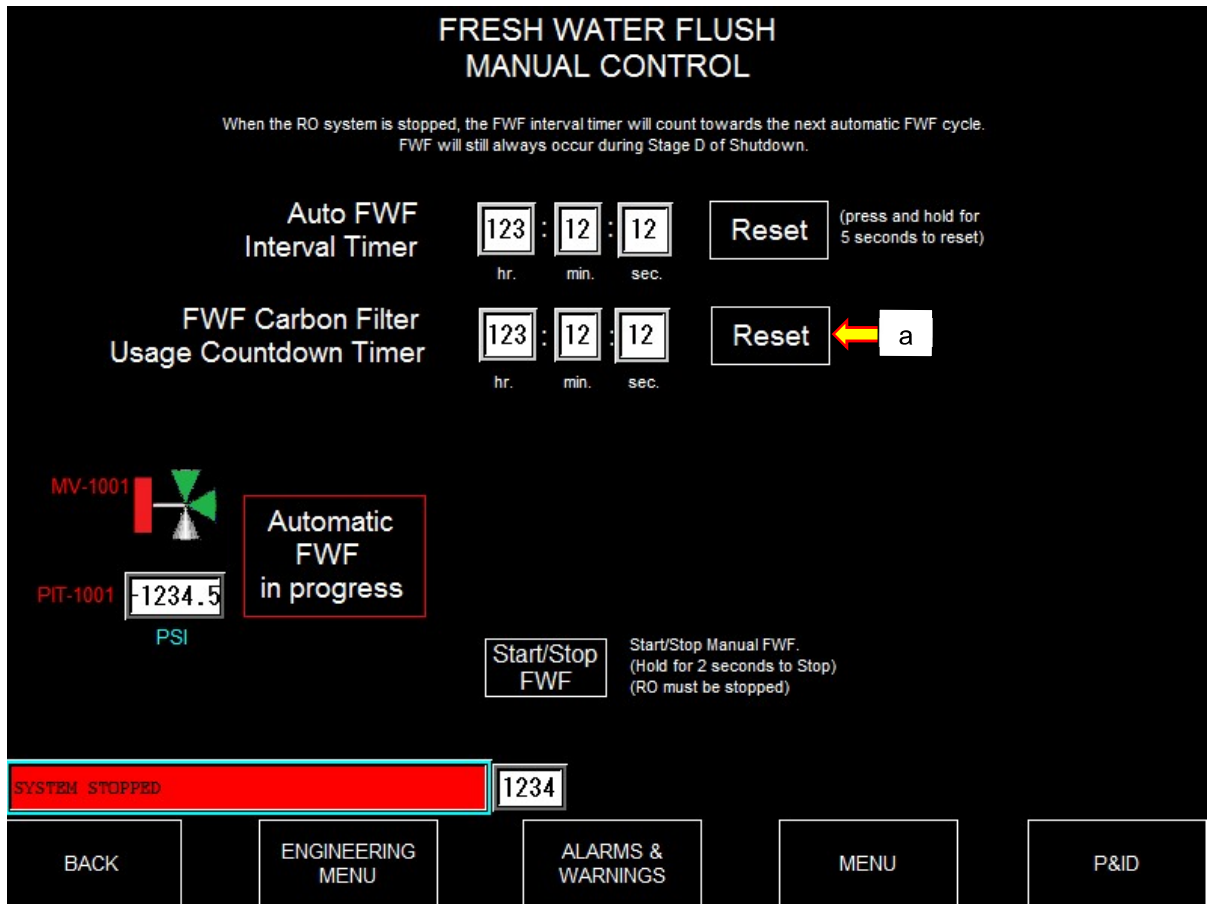 FRESH WATER FLUSH
MANUAL CONTROL
When the RO system is stopped, the FWF interval timer will count towards the next automatic FWF cycle.
FWF will still always occur during Stage D of Shutdown.
Auto FWF
Interval Timer
123 : 12 : 12
hr. min. sec.
Reset
(press and hold for
5 seconds to reset)
FWF Carbon Filter
Usage Countdown Timer
123 : 12 : 12
hr. min. sec.
Reset
a
MV-1001
Automatic
FWF
in progress
PIT-1001 -1234.5
PSI
Start/Stop
FWF
Start/Stop Manual FWF.
(Hold for 2 seconds to Stop)
(RO must be stopped)
SYSTEM STOPPED 1234
BACK
ENGINEERING
MENU
ALARMS &
WARNINGS
MENU
P&ID